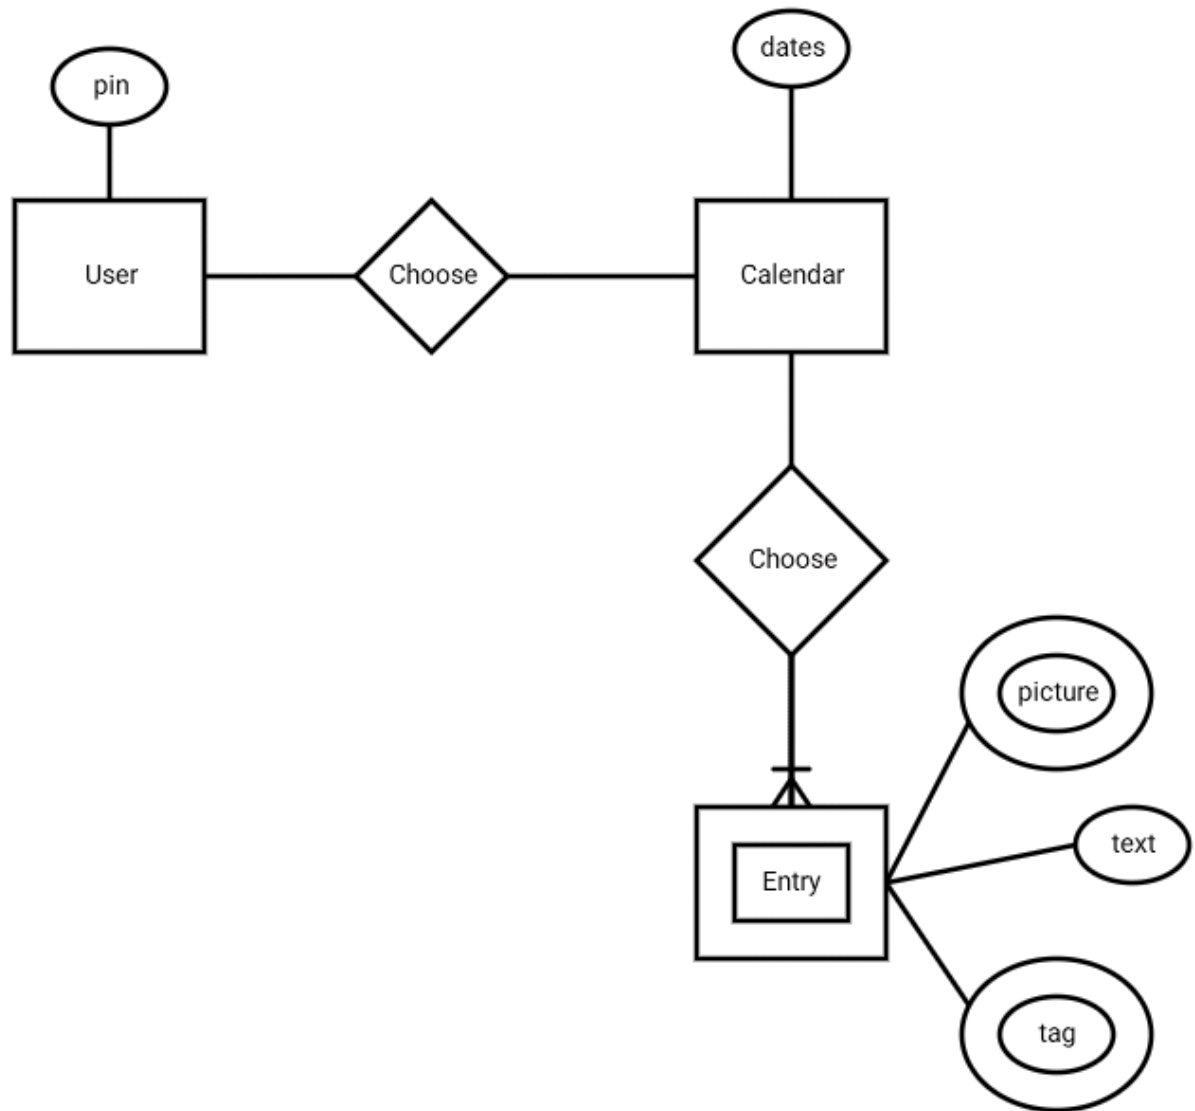 dates
pin
User
Choose
Calendar
Choose
picture
text
Entry
tag